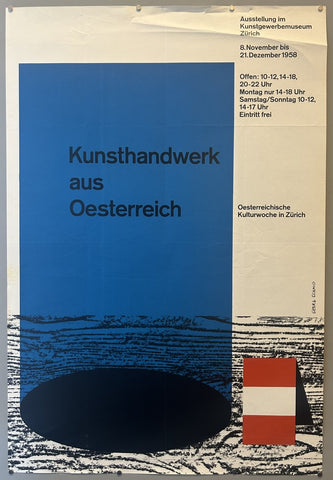 Ausstellung im
Kunstgewerbemuseum
Zürich
8. November bis
21. Dezember 1958
Offen: 10-12, 14-18,
20-22 Uhr
Montag nur 14-18 Uhr
Samstag/Sonntag 10-12,
14-17 Uhr
Eintritt frei
Kunsthandwerk
aus
Oesterreich
Oesterreichische
Kulturwoche in Zürich